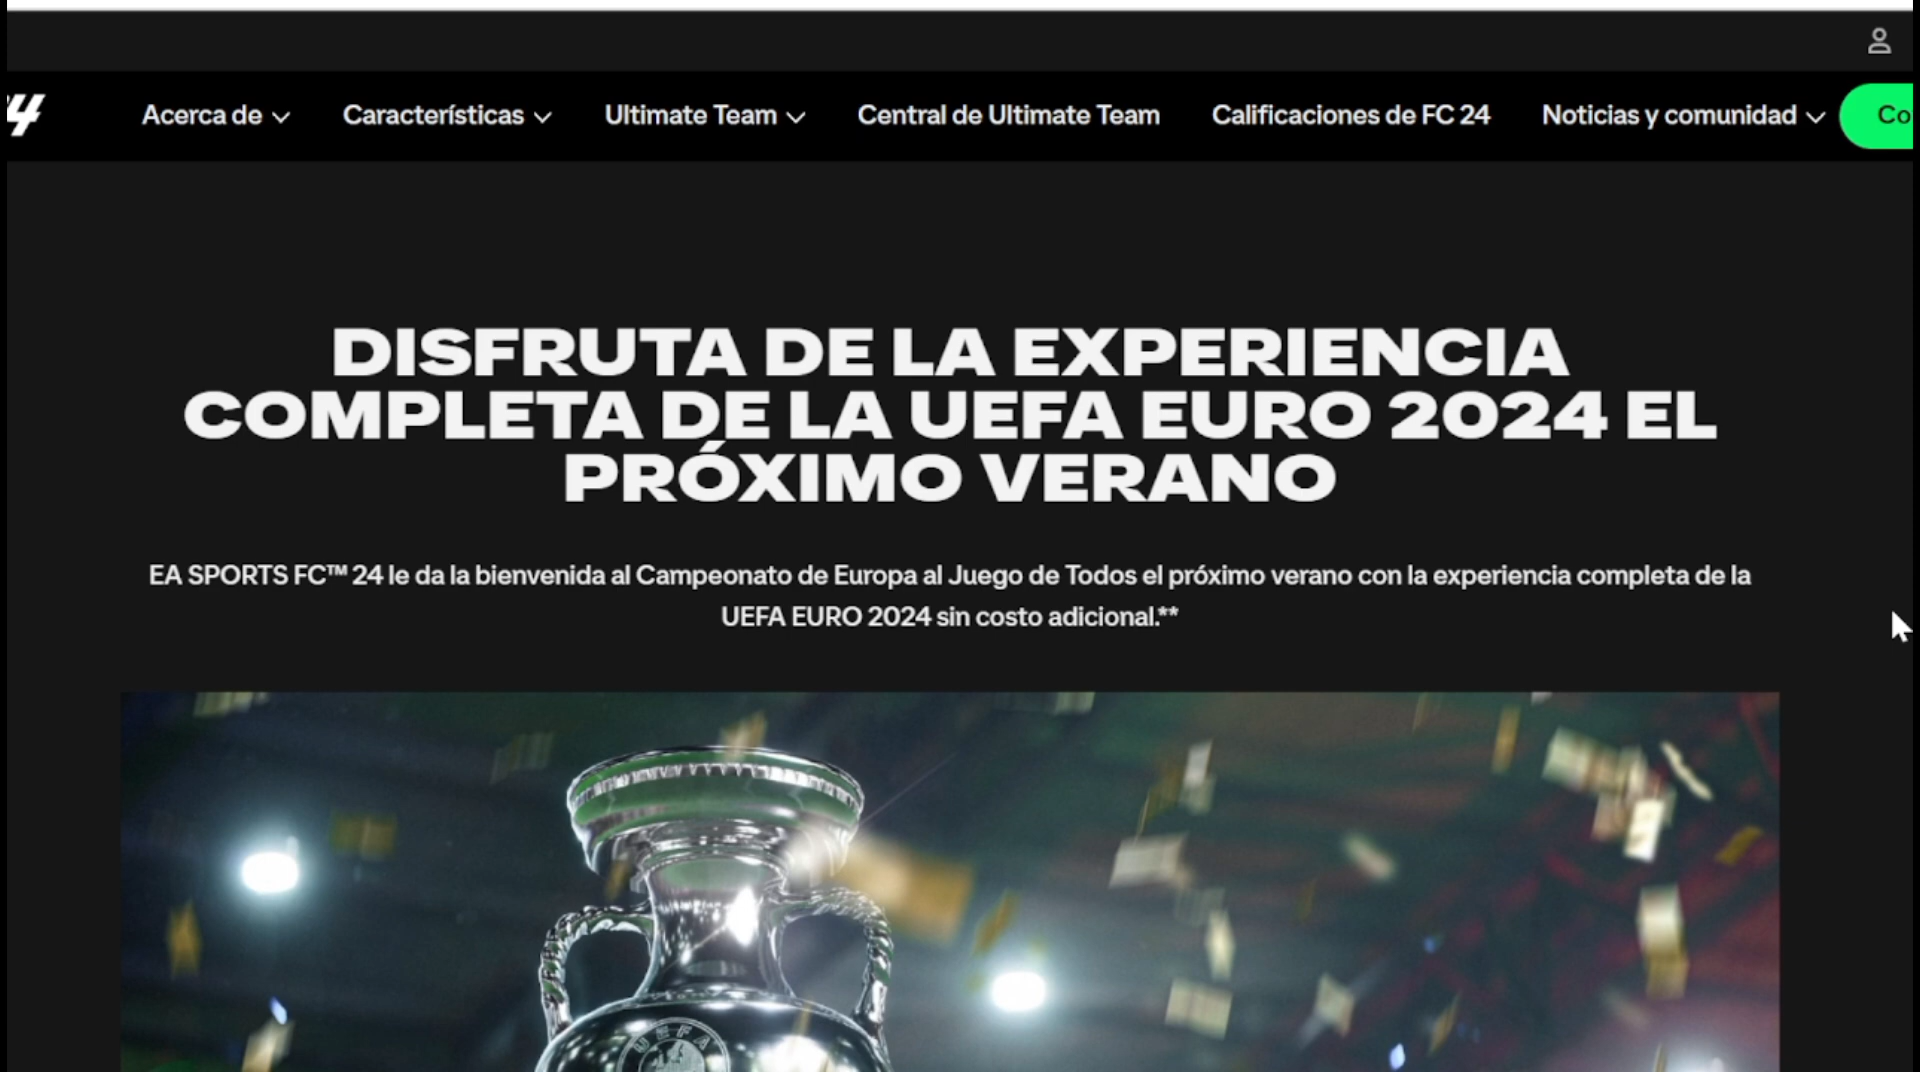 Acerca de
Características
Ultimate Team
Central de Ultimate Team
Calificaciones de FC 24
Noticias y comunidad
DISFRUTA DE LA EXPERIENCIA
COMPLETA DE LA UEFA EURO 2024 EL
PRÓXIMO VERANO
EA SPORTS FC™ 24 le da la bienvenida al Campeonato de Europa al Juego de Todos el próximo verano con la experiencia completa de la
UEFA EURO 2024 sin costo adicional.**
UEFA